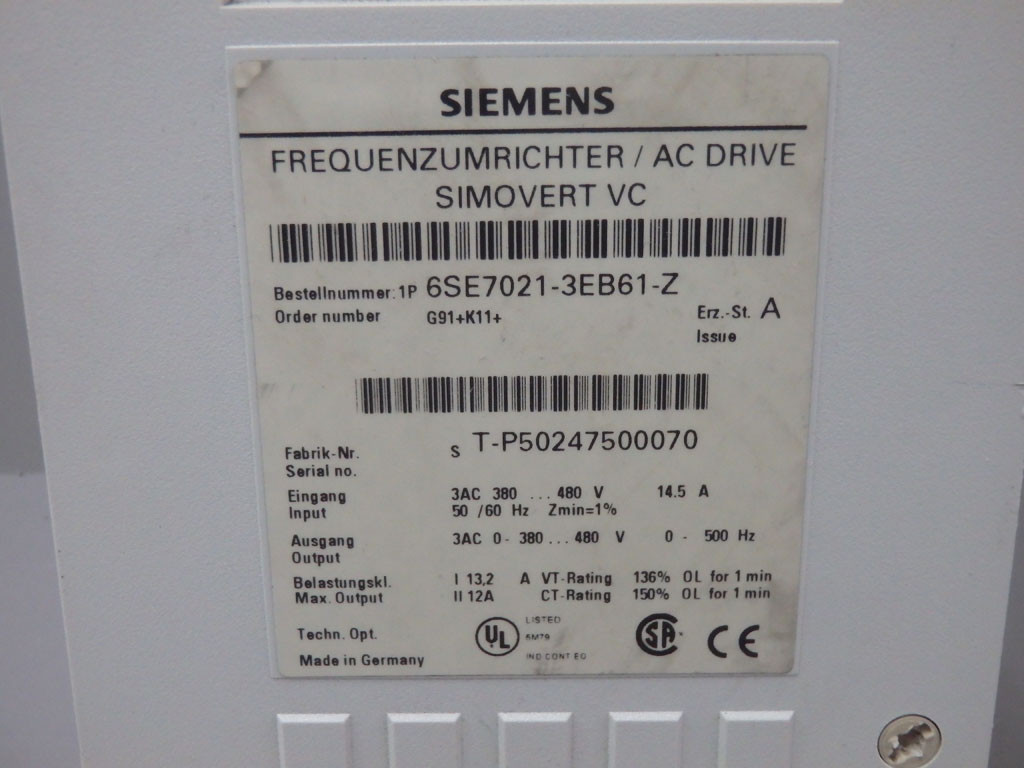 SIEMENS
FREQUENZUMRICHTER / AC DRIVE
SIMOVERT VC
Bestellnummer: 1P 6SE7021-3EB61-Z
Order number G91+K11+ Erz.-St. A
Issue
Fabrik-Nr. S T-P50247500070
Serial no.
Eingang 3AC 380 ... 480 V 14.5 A
Input 50 /60 Hz Zmin=1%
Ausgang 3AC 0- 380 ... 480 V 0 - 500 Hz
Output
Belastungskl. I 13,2 A VT-Rating 136% OL for 1 min
Max. Output II 12A CT-Rating 150% OL for 1 min
Techn. Opt. UL LISTED SA CE
6M79
IND CONT EQ
Made in Germany